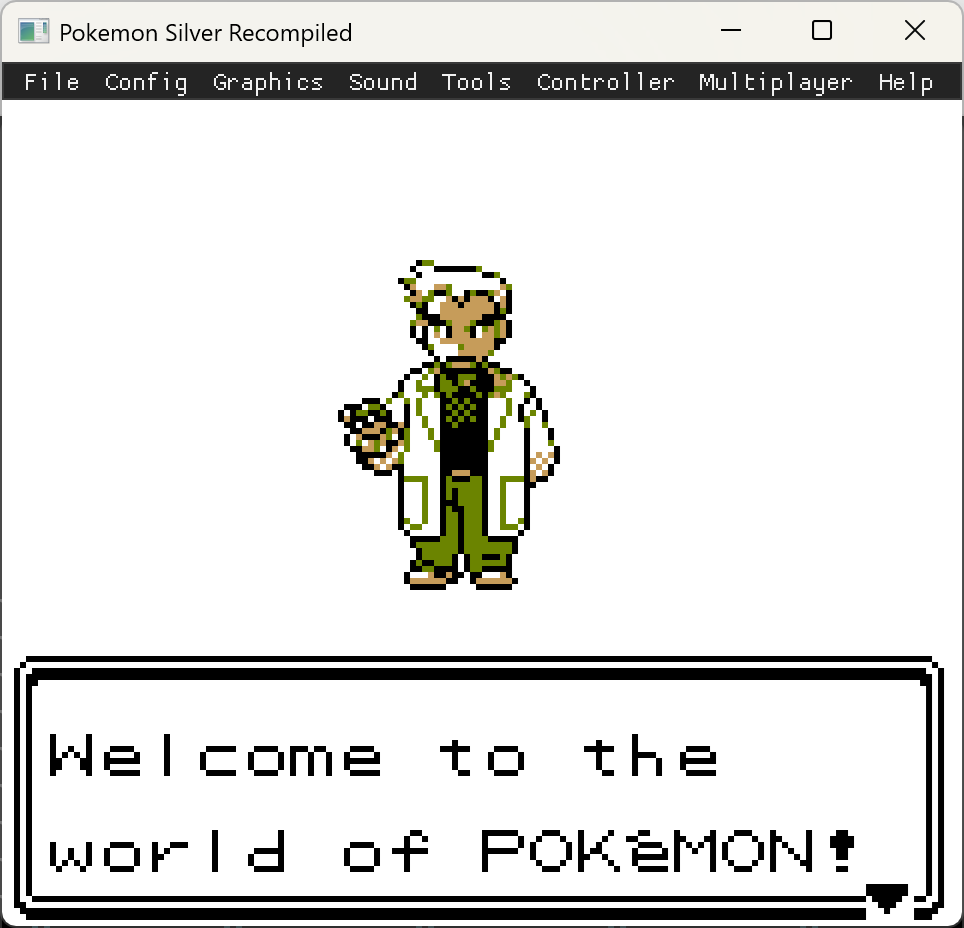 Pokemon Silver Recompiled
File Config Graphics Sound Tools Controller Multiplayer Help
Welcome to the
world of POKéMON!